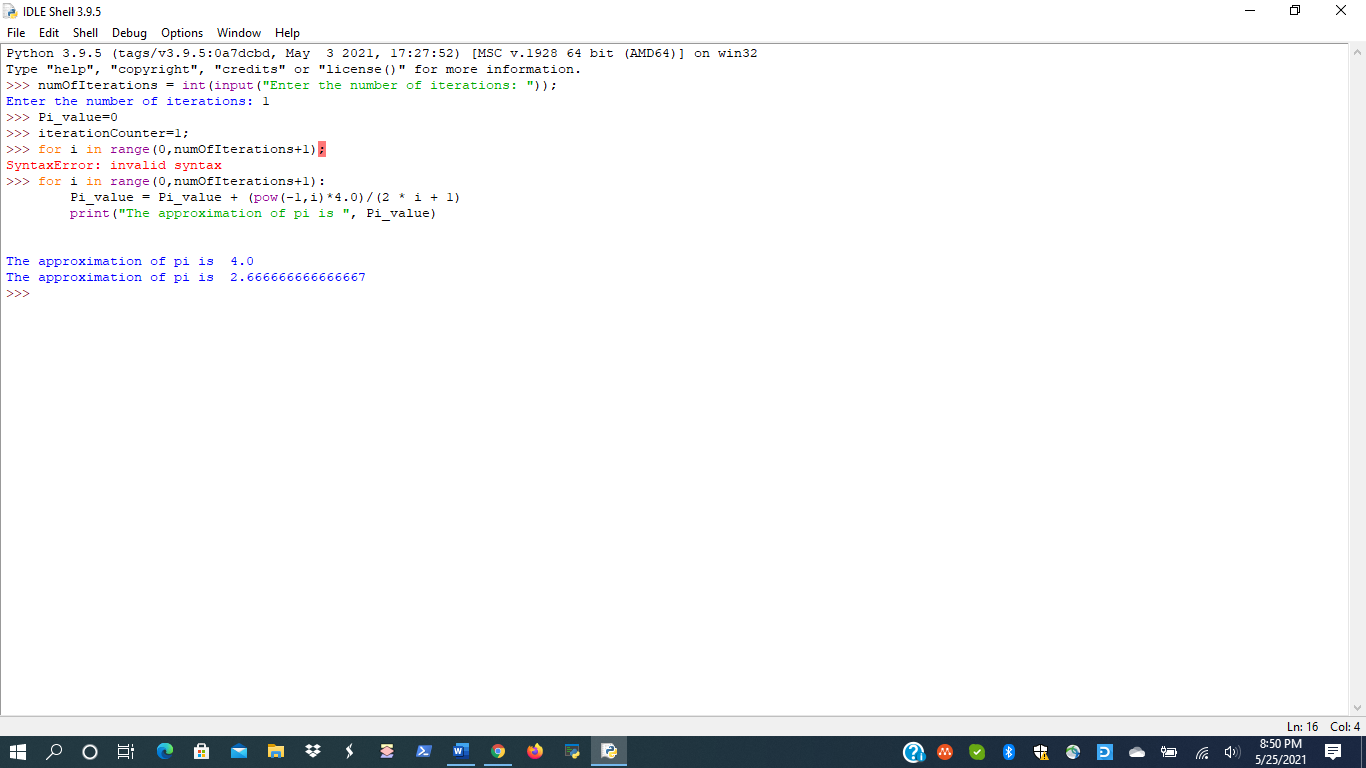 IDLE Shell 3.9.5
File Edit Shell Debug Options Window Help
Python 3.9.5 (tags/v3.9.5:0a7dcbd, May  3 2021, 17:27:52) [MSC v.1928 64 bit (AMD64)] on win32
Type "help", "copyright", "credits" or "license()" for more information.
>>> numOfIterations = int(input("Enter the number of iterations: "));
Enter the number of iterations: 1
>>> Pi_value=0
>>> iterationCounter=1;
>>> for i in range(0,numOfIterations+1);
SyntaxError: invalid syntax
>>> for i in range(0,numOfIterations+1):
        Pi_value = Pi_value + (pow(-1,i)*4.0)/(2 * i + 1)
        print("The approximation of pi is ", Pi_value)
The approximation of pi is  4.0
The approximation of pi is  2.666666666666667
>>>
Ln: 16 Col: 4
8:50 PM
5/25/2021